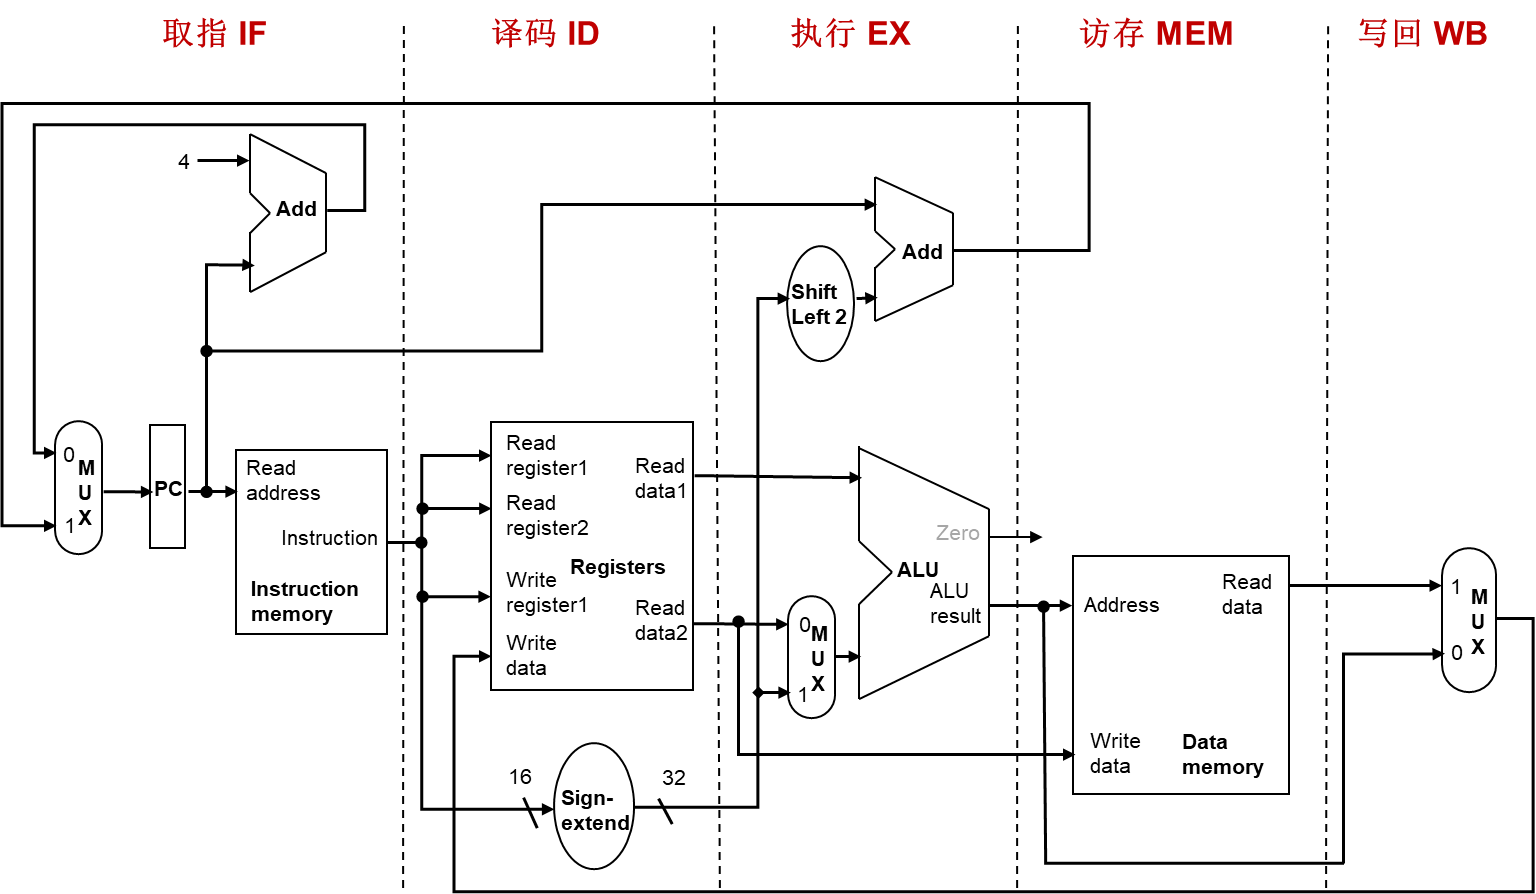 取指 IF
译码 ID
执行 EX
访存 MEM
写回 WB
4
Add
Add
Shift
Left 2
0
M
U
X
1
PC
Read
address
Instruction
Instruction
memory
Read
register1
Read
register2
Write
register1
Write
data
Read
data1
Registers
Read
data2
0
M
U
X
1
Zero
ALU
ALU
result
Address
Read
data
Write
data
Data
memory
1
M
U
X
0
16
Sign-
extend
32